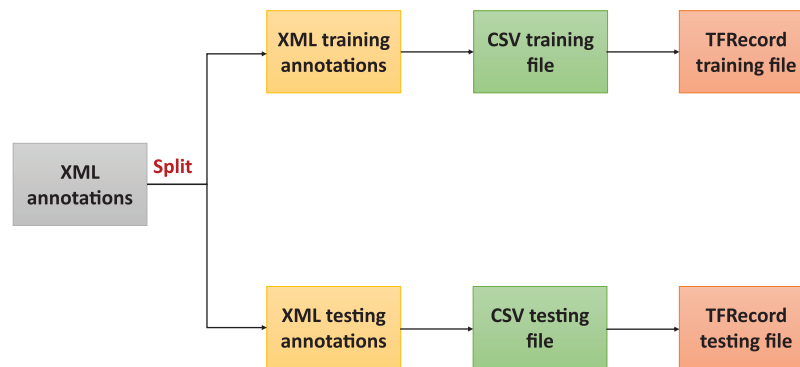 XML training
annotations
CSV training
file
TFRecord
training file
XML
annotations
Split
XML testing
annotations
CSV testing
file
TFRecord
testing file